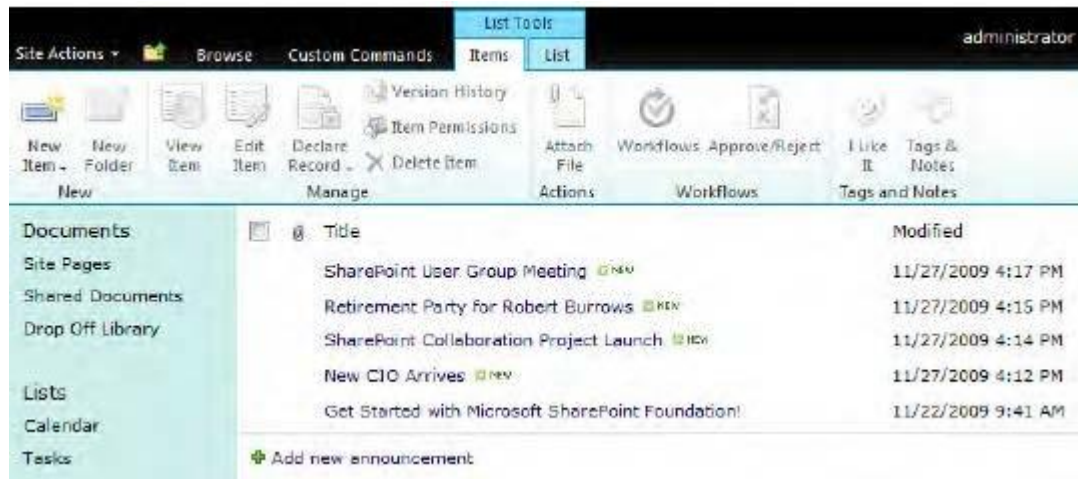 List Tools
administrator
Site Actions Browse Custom Commands Items List
Version History
Item Permissions
Delete Item
New Item New Folder View Item Edit Item Declare Record Attach File Workflows Approve/Reject I Like It Tags & Notes
New Manage Actions Workflows Tags and Notes
Documents
Site Pages
Shared Documents
Drop Off Library
Lists
Calendar
Tasks
Title Modified
SharePoint User Group Meeting NEW 11/27/2009 4:17 PM
Retirement Party for Robert Burrows NEW 11/27/2009 4:15 PM
SharePoint Collaboration Project Launch NEW 11/27/2009 4:14 PM
New CIO Arrives NEW 11/27/2009 4:12 PM
Get Started with Microsoft SharePoint Foundation! 11/22/2009 9:41 AM
Add new announcement